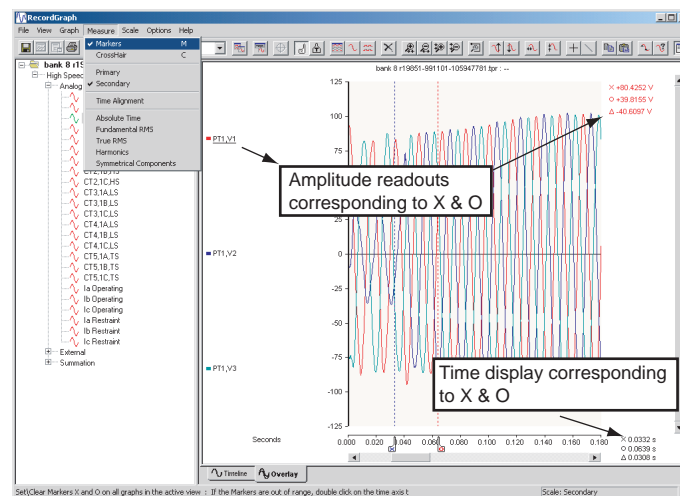 RecordGraph
File View Graph Measure Scale Options Help
Markers M
CrossHair C
Primary
Secondary
Time Alignment
Absolute Time
Fundamental RMS
True RMS
Harmonics
Symmetrical Components
bank 8 r19
High Speed
Analog
CT2,1B,HS
CT2,1C,HS
CT3,1A,LS
CT3,1B,LS
CT3,1C,LS
CT4,1A,LS
CT4,1B,LS
CT4,1C,LS
CT5,1A,TS
CT5,1B,TS
CT5,1C,TS
Ia Operating
Ib Operating
Ic Operating
Ia Restraint
Ib Restraint
Ic Restraint
External
Summation
bank 8 r19851-991101-105947781.tpr : --
PT1,V1
PT1,V2
PT1,V3
125
100
75
25
0
-25
-50
-75
-100
-125
X +80.4252 V
O +39.8155 V
Δ -40.6097 V
Amplitude readouts
corresponding to X & O
Time display corresponding
to X & O
Seconds
0.000 0.020 0.040 0.060 0.080 0.100 0.120 0.140 0.160 0.180
X 0.0332 s
O 0.0639 s
Δ 0.0308 s
Timeline Overlay
Set\Clear Markers X and O on all graphs in the active view : If the Markers are out of range, double click on the time axis t
Scale: Secondary